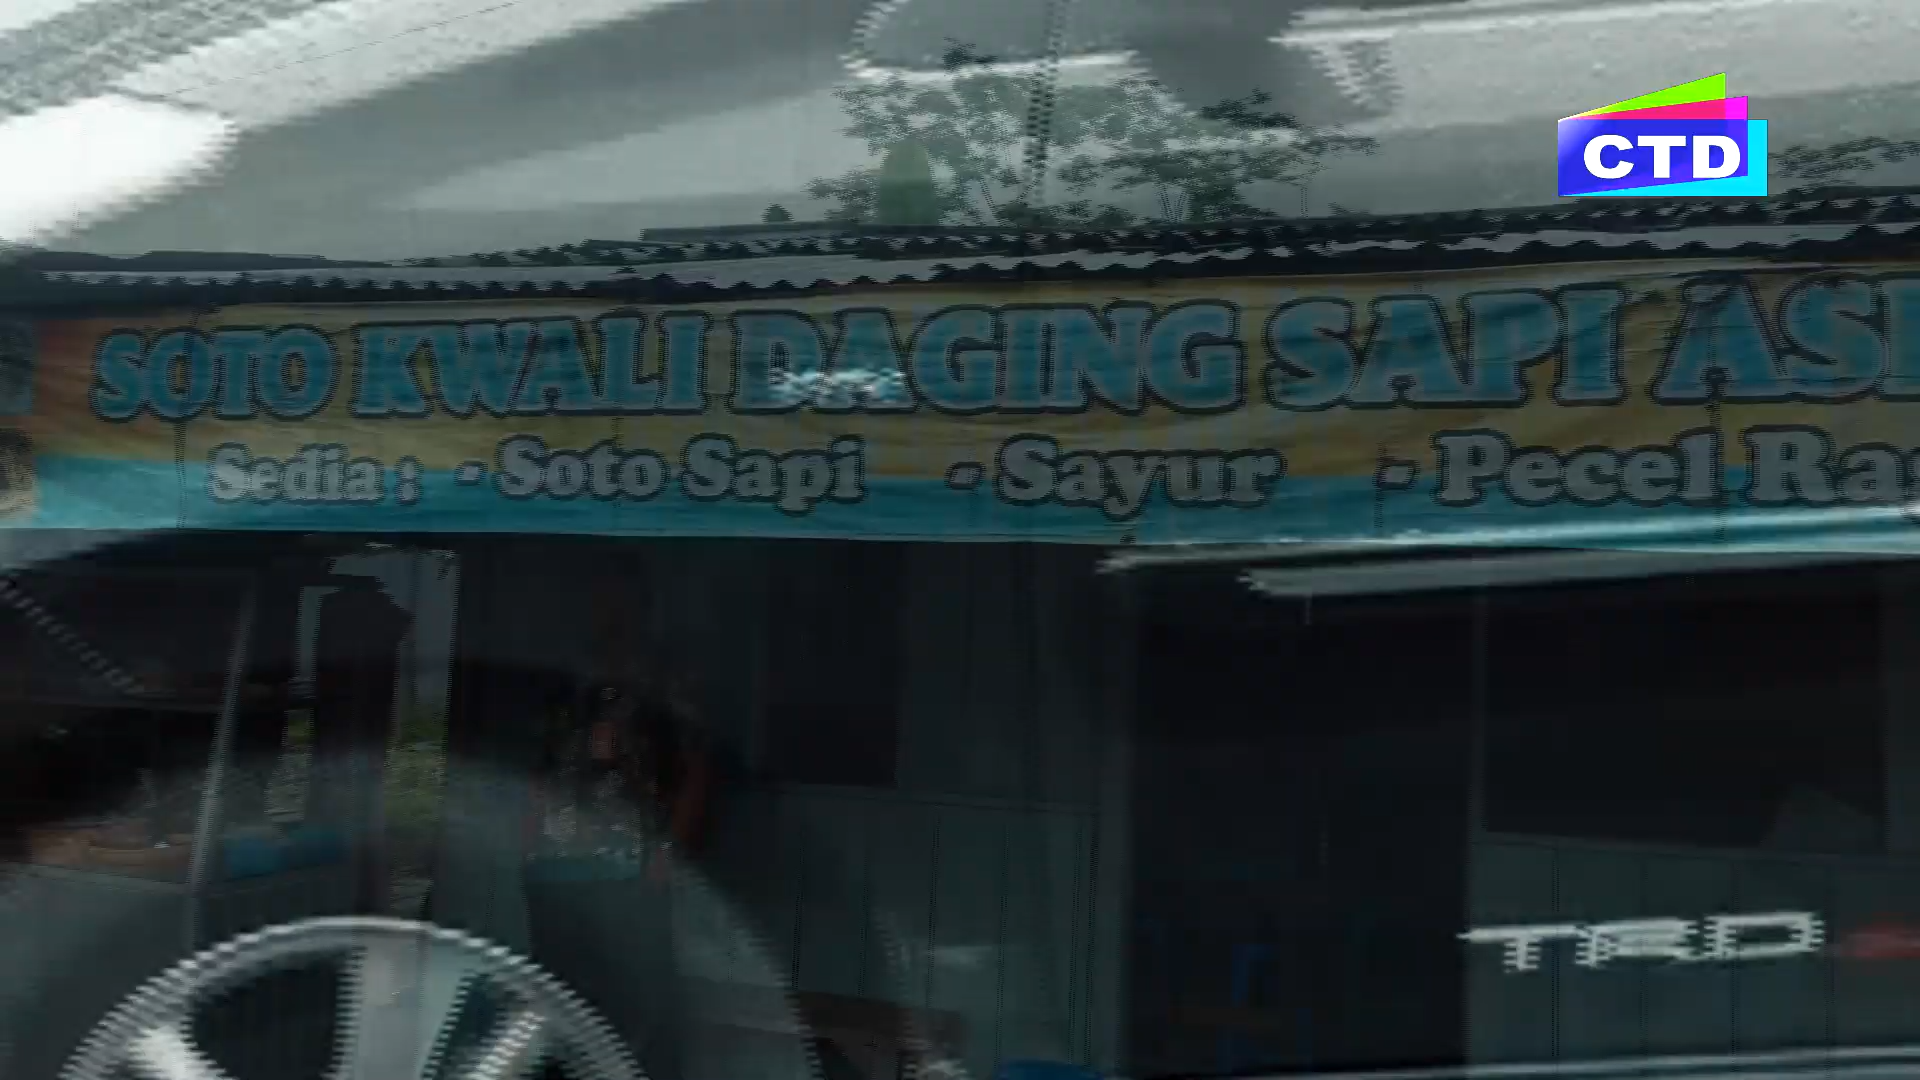 CTD
SOTO KWALI DAGING SAPI
Sedia : - Soto Sapi - Sayur - Pecel
TRD